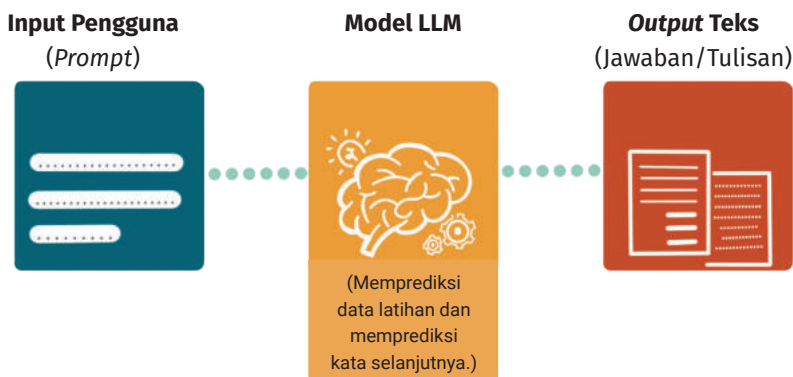 Input Pengguna
(Prompt)
Model LLM
(Memprediksi
data latihan dan
memprediksi
kata selanjutnya.)
Output Teks
(Jawaban/Tulisan)